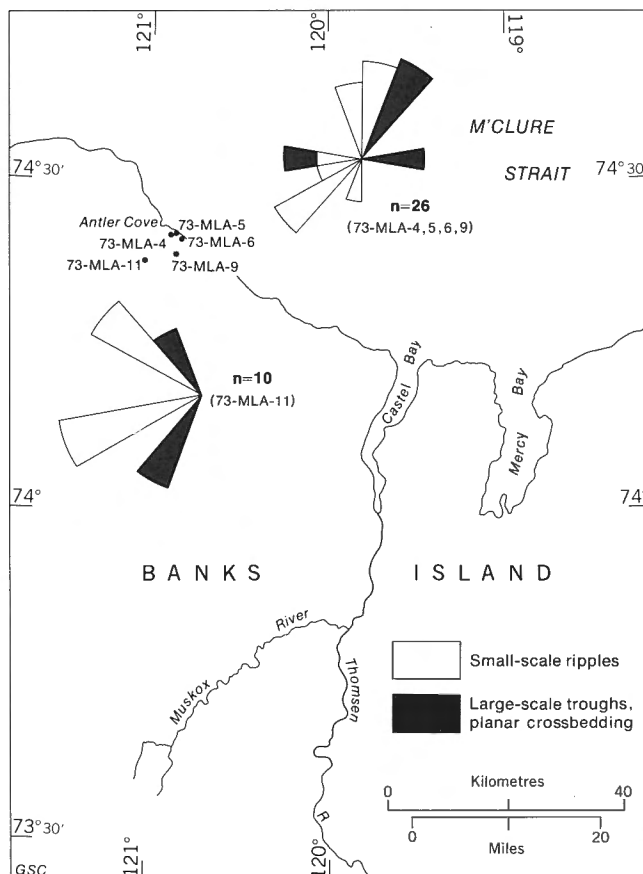 121°
120°
119°
M'CLURE
STRAIT
74°30'
74°30'
n=26
(73-MLA-4, 5, 6, 9)
Antler Cove
73-MLA-5
73-MLA-4
73-MLA-6
73-MLA-11
73-MLA-9
n=10
(73-MLA-11)
Castel Bay
Mercy Bay
74°
74°
BANKS ISLAND
Muskox River
Thomsen R
Small-scale ripples
Large-scale troughs,
planar crossbedding
Kilometres
0 40
0 20
Miles
73°30'
121°
120°
GSC